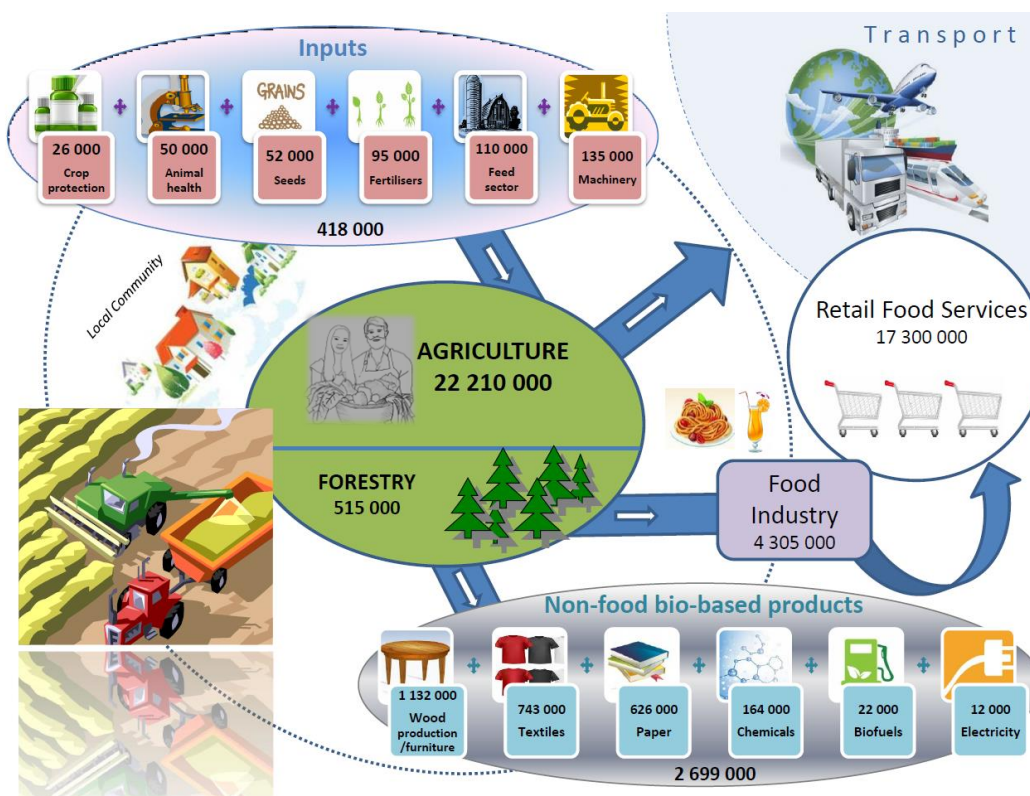 Inputs
GRAINS
26 000
Crop
protection
50 000
Animal
health
52 000
Seeds
95 000
Fertilisers
110 000
Feed
sector
135 000
Machinery
418 000
Transport
Local Community
Retail Food Services
17 300 000
AGRICULTURE
22 210 000
FORESTRY
515 000
Food
Industry
4 305 000
Non-food bio-based products
1 132 000
Wood
production
/furniture
743 000
Textiles
626 000
Paper
164 000
Chemicals
22 000
Biofuels
12 000
Electricity
2 699 000